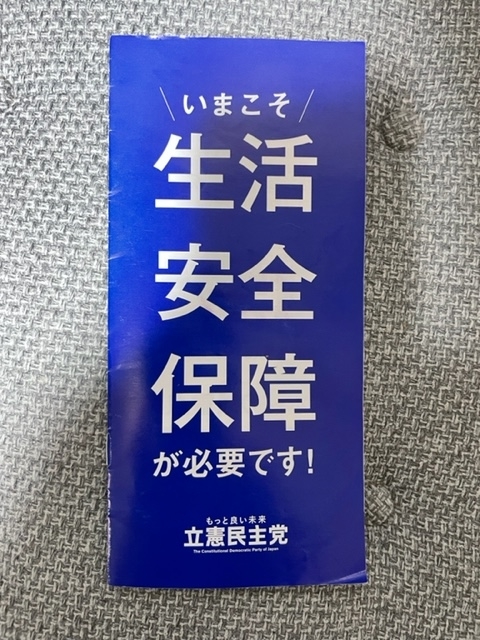 \ いまこそ /
生活
安全
保障
が必要です!
もっと良い未来
立憲民主党
The Constitutional Democratic Party of Japan